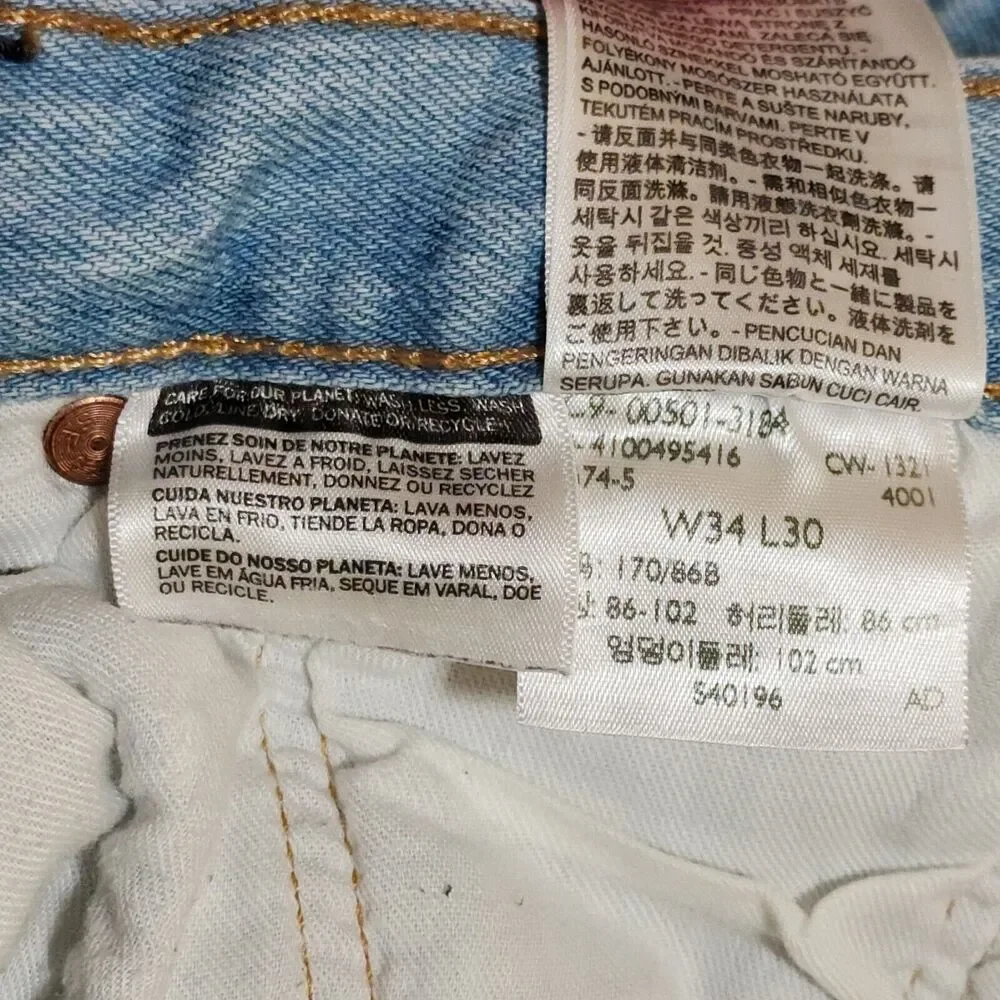 LEWA STRONĘ Z
FOLYÉKONY MOSÓSZER HASZNÁLATA
AJÁNLOTT. - PERTE A SUŠTE NARUBY,
S PODOBNÝMI BARVAMI. PERTE V
TEKUTÉM PRACÍM PROSTŘEDKU.
- 请反面并与同类色衣物一起洗涤。请
使用液体清洁剂。- 需和相似色衣物一
同反面洗滌。請用液態洗衣劑洗滌。-
세탁시 같은 색상끼리 하십시요. 세탁시
옷을 뒤집을 것. 중성 액체 세제를
사용하세요. - 同じ色物と一緒に製品を
裏返して洗ってください。液体洗剤を
ご使用下さい。- PENCUCIAN DAN
PENGERINGAN DIBALIK DENGAN WARNA
SERUPA. GUNAKAN SABUN CUCI CAIR.
CARE FOR OUR PLANET: WASH LESS, WASH
COLD, LINE DRY, DONATE OR RECYCLE
PRENEZ SOIN DE NOTRE PLANETE: LAVEZ
MOINS, LAVEZ A FROID, LAISSEZ SECHER
NATURELLEMENT, DONNEZ OU RECYCLEZ
CUIDA NUESTRO PLANETA: LAVA MENOS,
LAVA EN FRIO, TIENDE LA ROPA, DONA O
RECICLA.
CUIDE DO NOSSO PLANETA: LAVE MENOS,
LAVE EM ÁGUA FRIA, SEQUE EM VARAL, DOE
OU RECICLE.
00501-3184
4100495416 CW- 1321
74-5 4001
W34 L30
: 170/86B
: 86-102 허리둘레: 86 cm
엉덩이둘레: 102 cm
S40196 AD